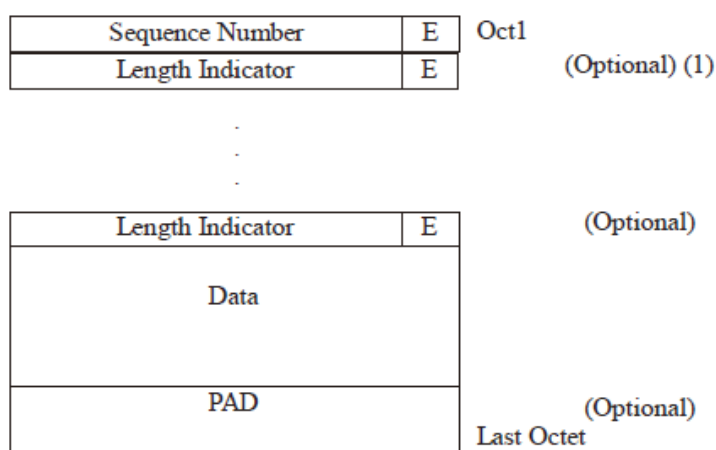 Sequence Number E Oct1
Length Indicator E (Optional) (1)
.
.
.
Length Indicator E (Optional)
Data
PAD (Optional)
Last Octet